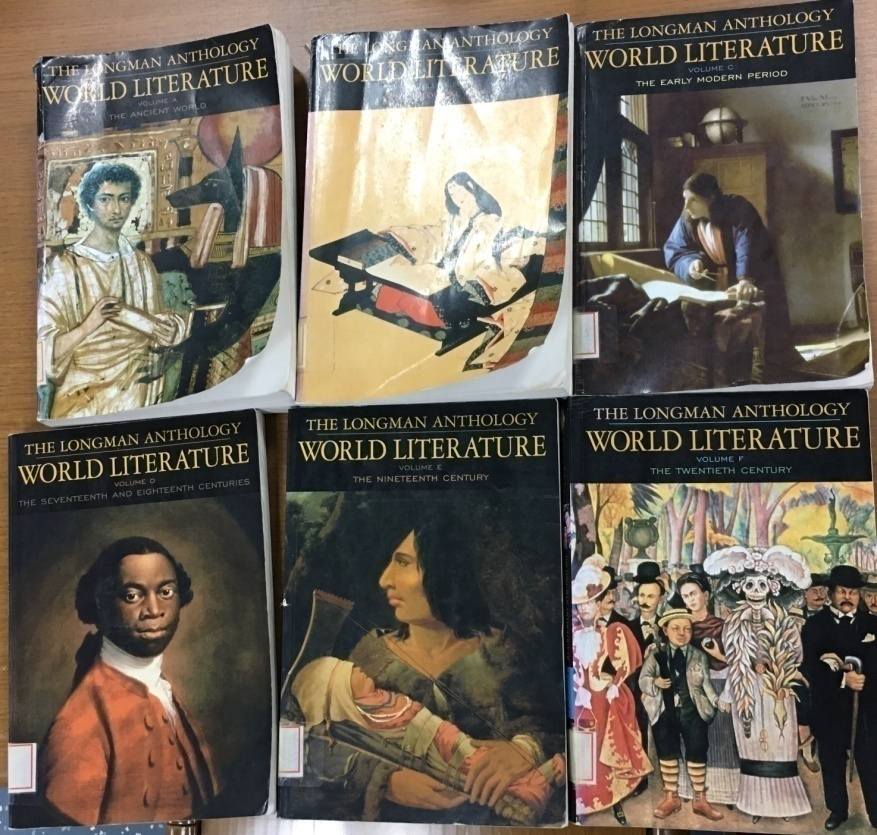 THE LONGMAN ANTHOLOGY
WORLD LITERATURE
VOLUME A
THE ANCIENT WORLD
THE LONGMAN ANTHOLOGY
WORLD LITERATURE
THE LONGMAN ANTHOLOGY
WORLD LITERATURE
VOLUME C
THE EARLY MODERN PERIOD
THE LONGMAN ANTHOLOGY
WORLD LITERATURE
VOLUME D
THE SEVENTEENTH AND EIGHTEENTH CENTURIES
THE LONGMAN ANTHOLOGY
WORLD LITERATURE
VOLUME E
THE NINETEENTH CENTURY
THE LONGMAN ANTHOLOGY
WORLD LITERATURE
VOLUME F
THE TWENTIETH CENTURY